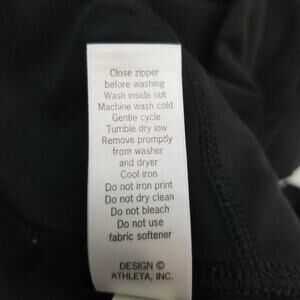 Close zipper
before washing
Wash inside out
Machine wash cold
Gentle cycle
Tumble dry low
Remove promptly
from washer
and dryer
Cool iron
Do not iron print
Do not dry clean
Do not bleach
Do not use
fabric softener
DESIGN ©
ATHLETA, INC.